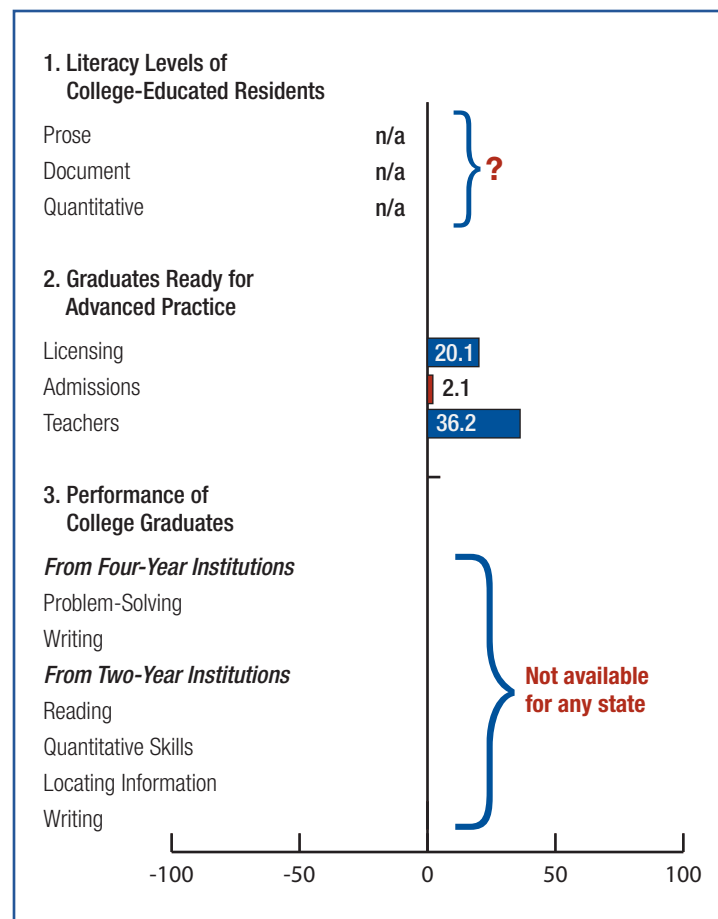 1. Literacy Levels of
College-Educated Residents
Prose n/a
Document n/a
Quantitative n/a
?
2. Graduates Ready for
Advanced Practice
Licensing 20.1
Admissions 2.1
Teachers 36.2
3. Performance of
College Graduates
From Four-Year Institutions
Problem-Solving
Writing
From Two-Year Institutions
Reading
Quantitative Skills
Locating Information
Writing
Not available
for any state
-100 -50 0 50 100